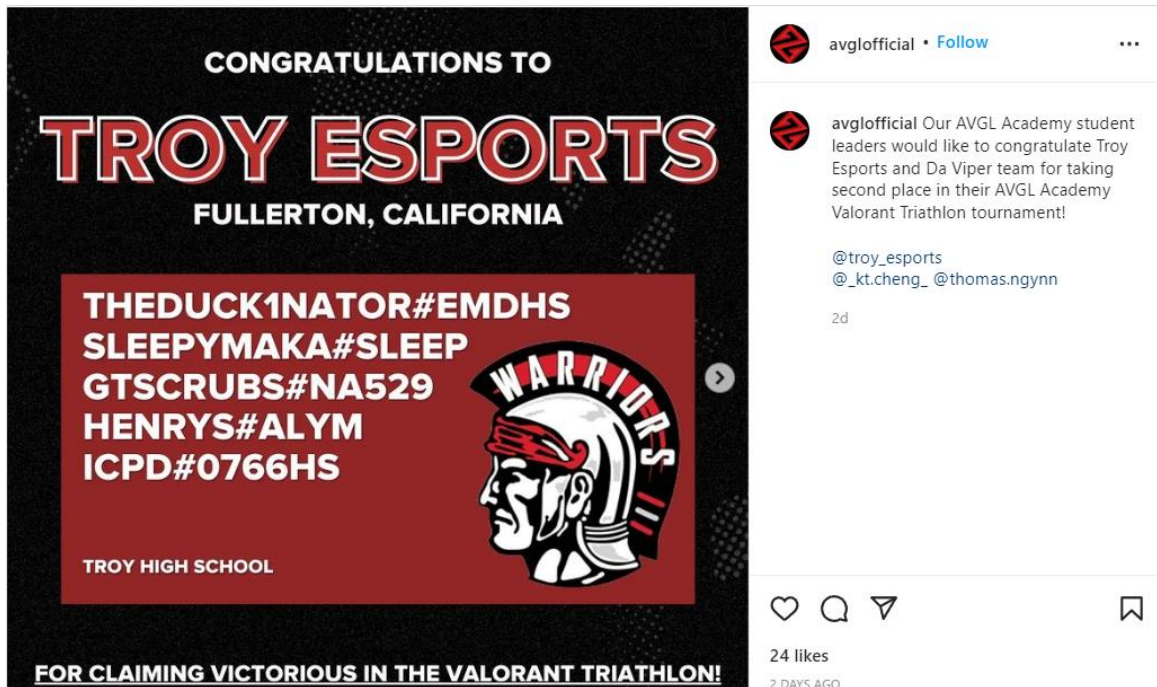 CONGRATULATIONS TO
TROY ESPORTS
FULLERTON, CALIFORNIA
THEDUCK1NATOR#EMDHS
SLEEPYMAKA#SLEEP
GTSCRUBS#NA529
HENRYS#ALYM
ICPD#0766HS
WARRIORS
TROY HIGH SCHOOL
FOR CLAIMING VICTORIOUS IN THE VALORANT TRIATHLON!
avglofficial • Follow
avglofficial Our AVGL Academy student
leaders would like to congratulate Troy
Esports and Da Viper team for taking
second place in their AVGL Academy
Valorant Triathlon tournament!
@troy_esports
@_kt.cheng_ @thomas.ngynn
2d
24 likes
2 DAYS AGO